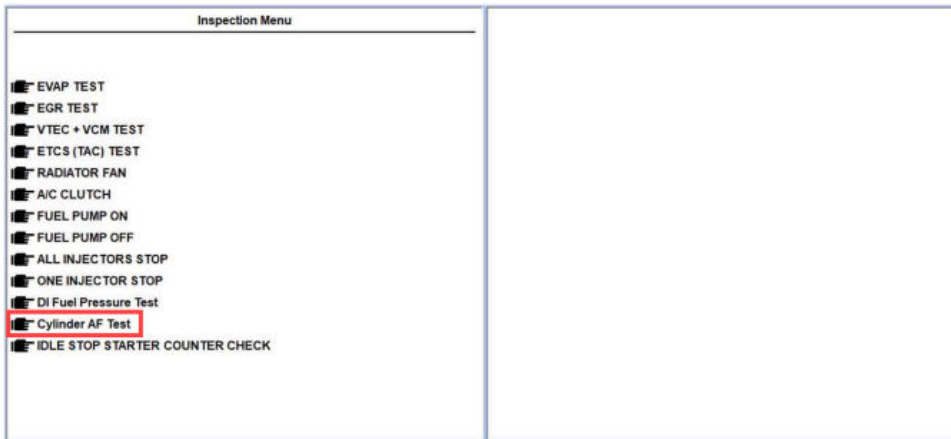 Inspection Menu
EVAP TEST
EGR TEST
VTEC + VCM TEST
ETCS (TAC) TEST
RADIATOR FAN
A/C CLUTCH
FUEL PUMP ON
FUEL PUMP OFF
ALL INJECTORS STOP
ONE INJECTOR STOP
DI Fuel Pressure Test
Cylinder AF Test
IDLE STOP STARTER COUNTER CHECK